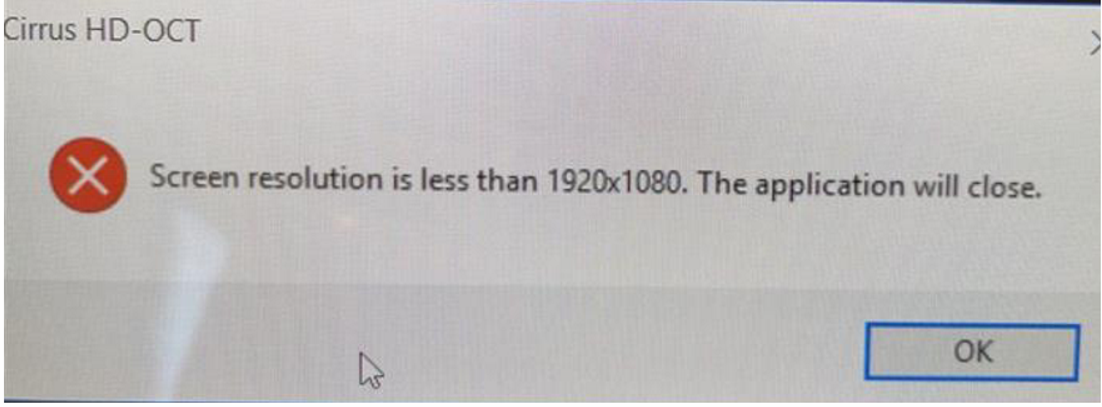 Cirrus HD-OCT
Screen resolution is less than 1920x1080. The application will close.
OK